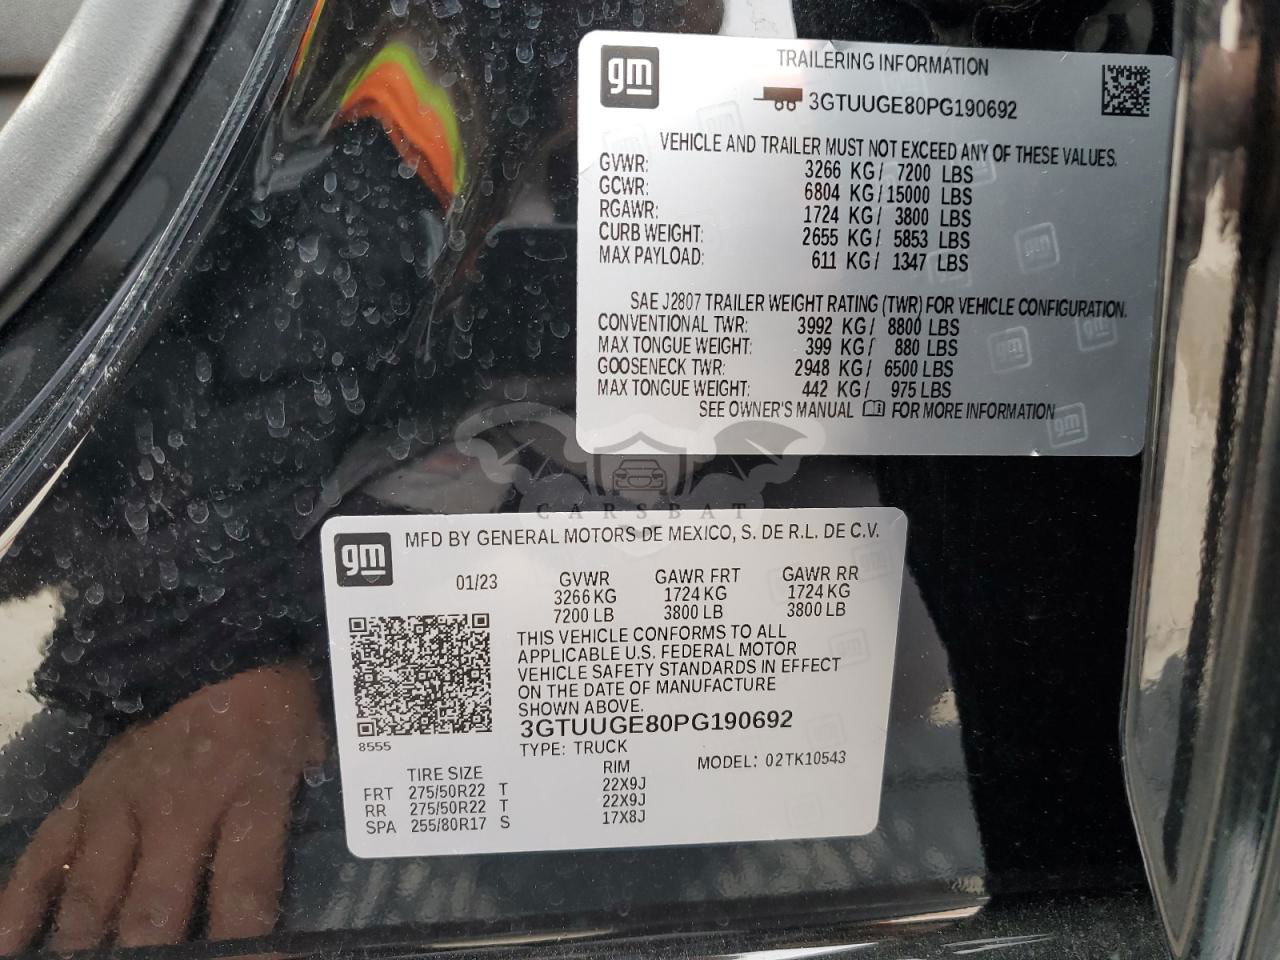 gm
TRAILERING INFORMATION
3GTUUGE80PG190692
VEHICLE AND TRAILER MUST NOT EXCEED ANY OF THESE VALUES.
GVWR: 3266 KG/ 7200 LBS
GCWR: 6804 KG/15000 LBS
RGAWR: 1724 KG/ 3800 LBS
CURB WEIGHT: 2655 KG/ 5853 LBS
MAX PAYLOAD: 611 KG/ 1347 LBS
SAE J2807 TRAILER WEIGHT RATING (TWR) FOR VEHICLE CONFIGURATION.
CONVENTIONAL TWR: 3992 KG/ 8800 LBS
MAX TONGUE WEIGHT: 399 KG/ 880 LBS
GOOSENECK TWR: 2948 KG/ 6500 LBS
MAX TONGUE WEIGHT: 442 KG/ 975 LBS
SEE OWNER'S MANUAL FOR MORE INFORMATION
CARSBAT
gm
MFD BY GENERAL MOTORS DE MEXICO, S. DE R.L. DE C.V.
01/23 GVWR GAWR FRT GAWR RR
3266 KG 1724 KG 1724 KG
7200 LB 3800 LB 3800 LB
THIS VEHICLE CONFORMS TO ALL
APPLICABLE U.S. FEDERAL MOTOR
VEHICLE SAFETY STANDARDS IN EFFECT
ON THE DATE OF MANUFACTURE
SHOWN ABOVE.
3GTUUGE80PG190692
8555
TYPE: TRUCK MODEL: 02TK10543
TIRE SIZE RIM
FRT 275/50R22 T 22X9J
RR 275/50R22 T 22X9J
SPA 255/80R17 S 17X8J